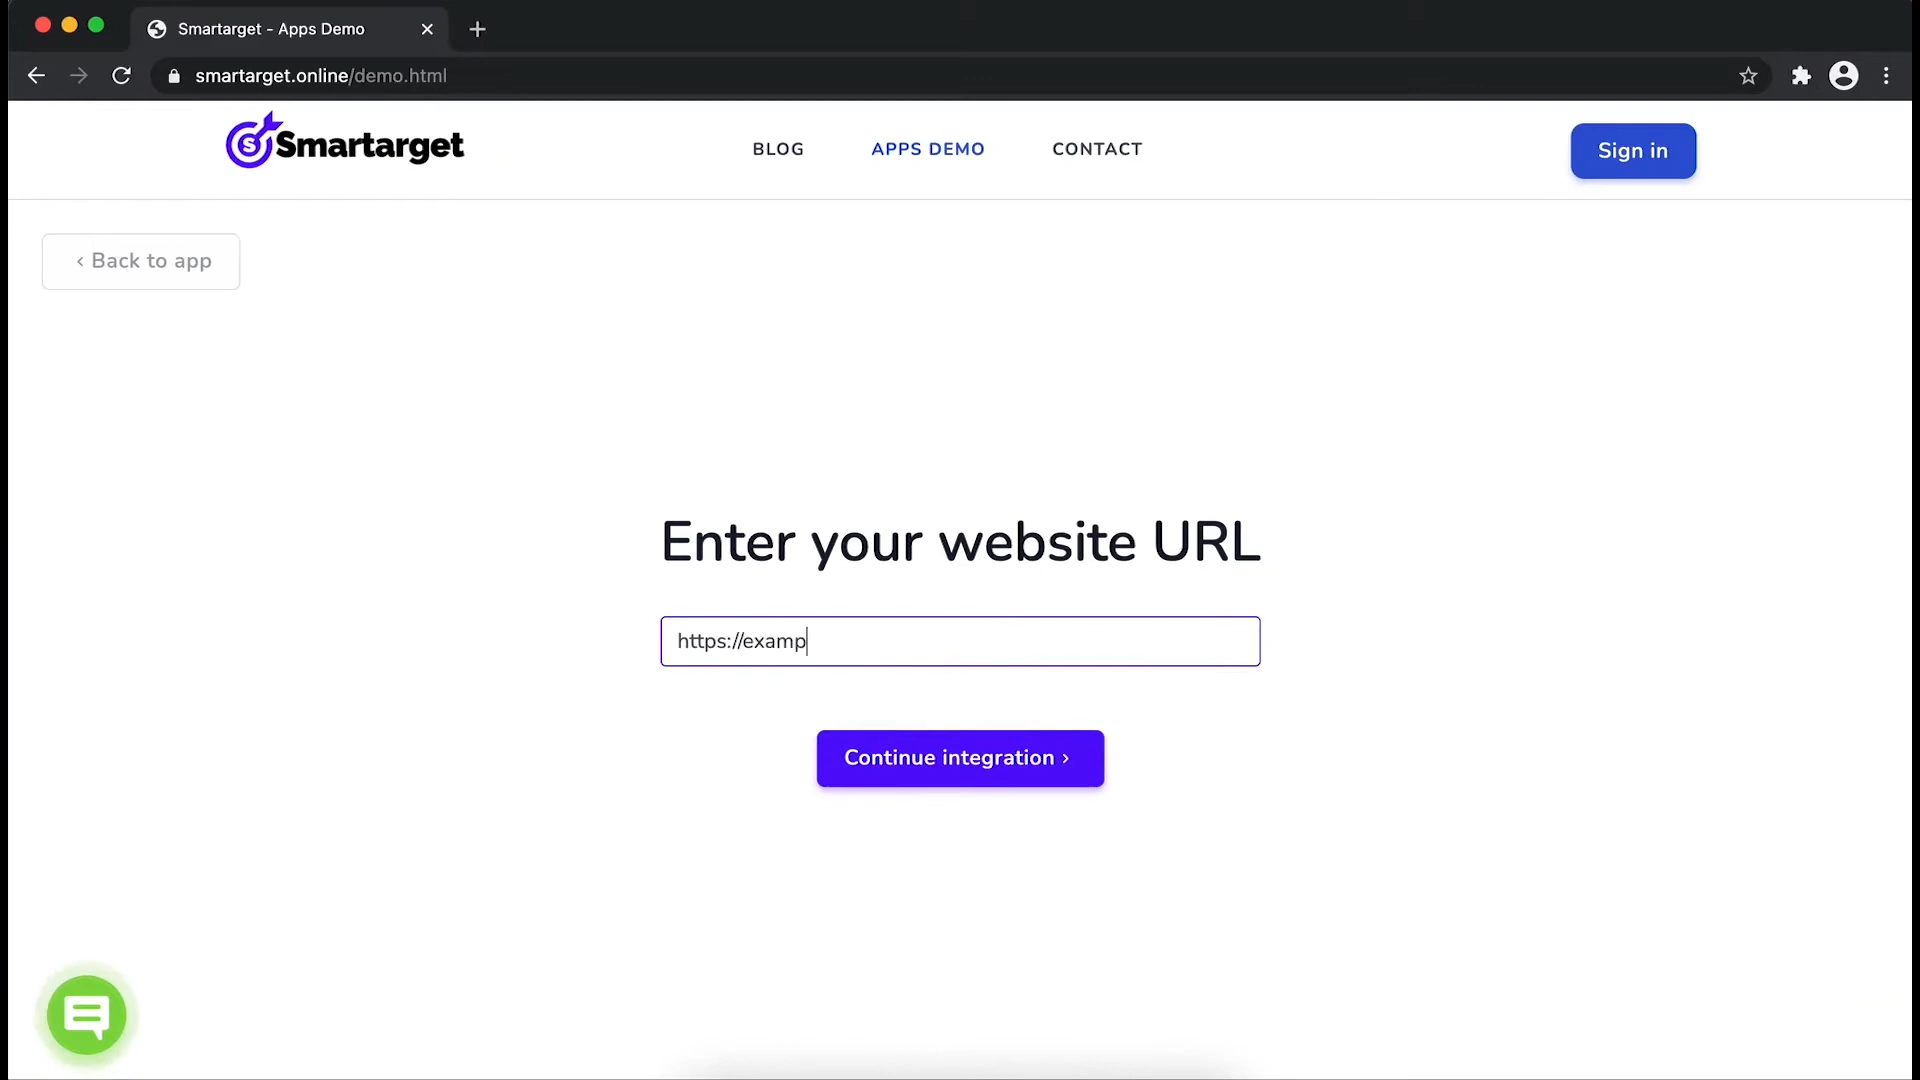 Smartarget - Apps Demo
smartarget.online/demo.html
Smartarget
BLOG
APPS DEMO
CONTACT
Sign in
‹ Back to app
Enter your website URL
https://examp
Continue integration ›